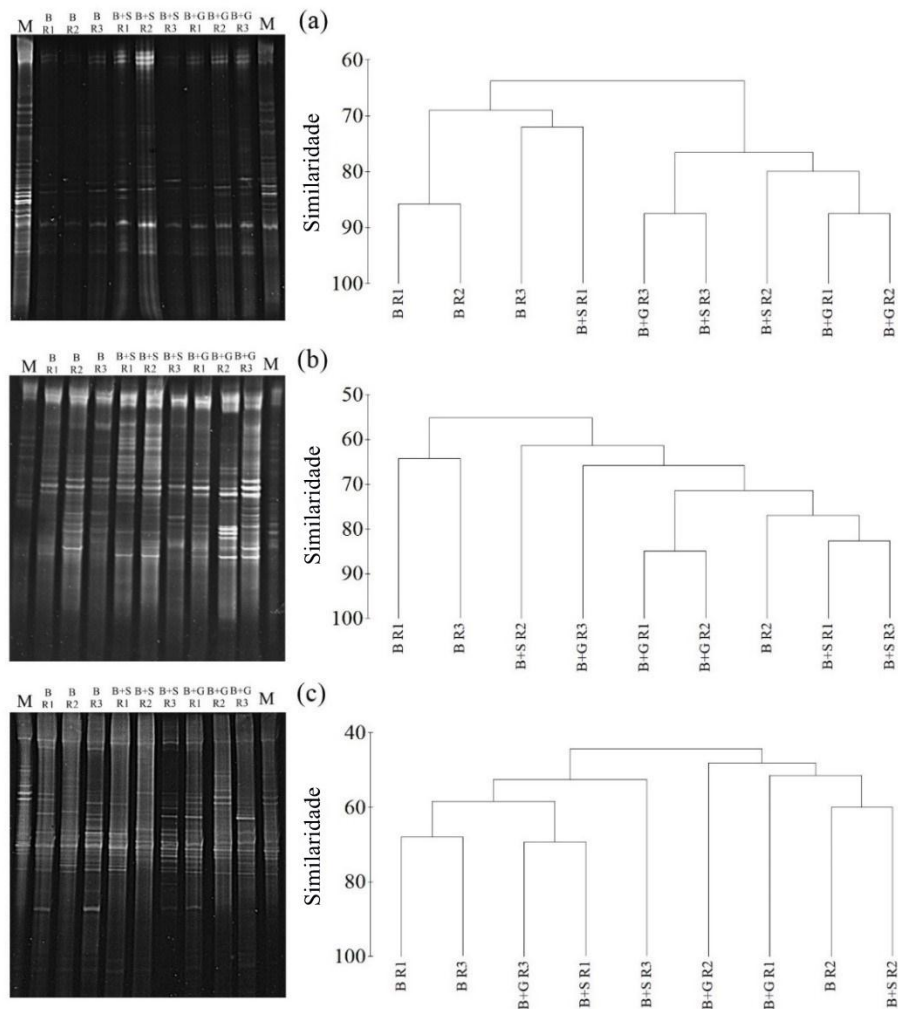 M B B B B+S B+S B+S B+G B+G B+G M
R1 R2 R3 R1 R2 R3 R1 R2 R3
(a)
Similaridade
60
70
80
90
100
B R1
B R2
B R3
B+S R1
B+G R3
B+S R3
B+S R2
B+G R1
B+G R2
M B B B B+S B+S B+S B+G B+G B+G M
R1 R2 R3 R1 R2 R3 R1 R2 R3
(b)
Similaridade
50
60
70
80
90
100
B R1
B R3
B+S R2
B+G R3
B+G R1
B+G R2
B R2
B+S R1
B+S R3
M B B B B+S B+S B+S B+G B+G B+G M
R1 R2 R3 R1 R2 R3 R1 R2 R3
(c)
Similaridade
40
60
80
100
B R1
B R3
B+G R3
B+S R1
B+S R3
B+G R2
B+G R1
B R2
B+S R2